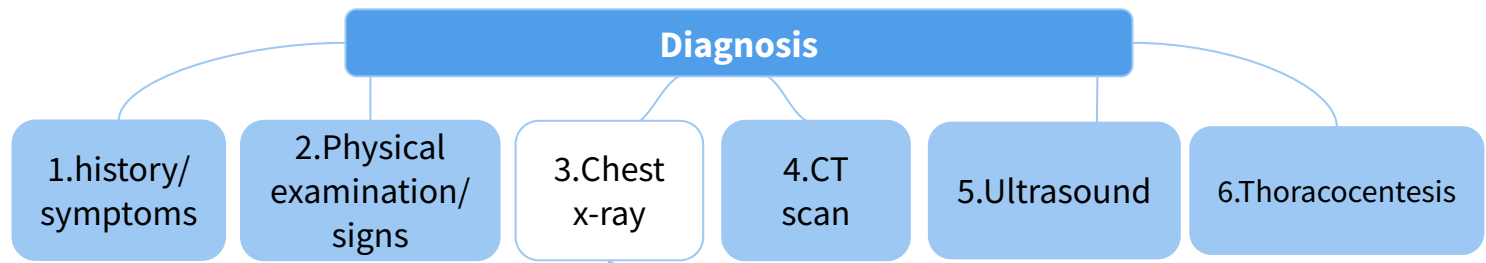 Diagnosis
1.history/
symptoms
2.Physical
examination/
signs
3.Chest
x-ray
4.CT
scan
5.Ultrasound
6.Thoracocentesis